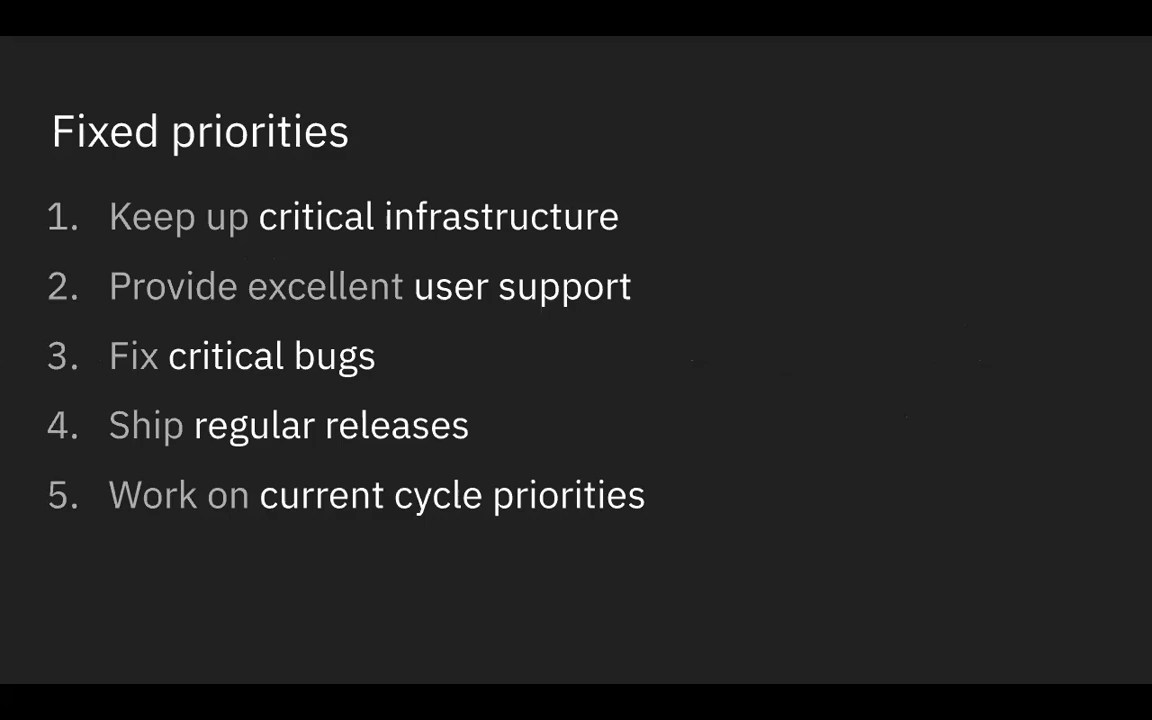 Fixed priorities
1. Keep up critical infrastructure
2. Provide excellent user support
3. Fix critical bugs
4. Ship regular releases
5. Work on current cycle priorities